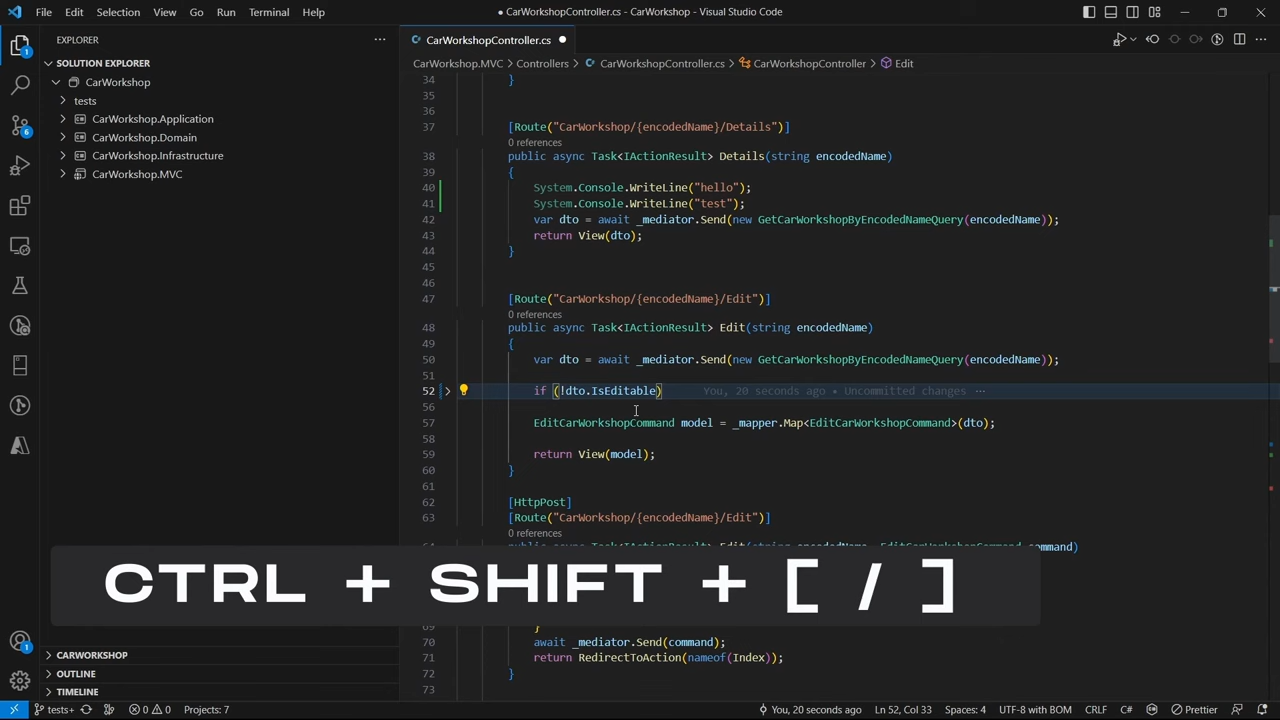 File Edit Selection View Go Run Terminal Help
CarWorkshopController.cs - CarWorkshop - Visual Studio Code
EXPLORER
CarWorkshopController.cs
SOLUTION EXPLORER
CarWorkshop.MVC > Controllers > CarWorkshopController.cs > CarWorkshopController > Edit
CarWorkshop
tests
CarWorkshop.Application
CarWorkshop.Domain
CarWorkshop.Infrastructure
CarWorkshop.MVC
34 }
35
36
37 [Route("CarWorkshop/{encodedName}/Details")]
0 references
38 public async Task<IActionResult> Details(string encodedName)
39 {
40 System.Console.WriteLine("hello");
41 System.Console.WriteLine("test");
42 var dto = await _mediator.Send(new GetCarWorkshopByEncodedNameQuery(encodedName));
43 return View(dto);
44 }
45
46
47 [Route("CarWorkshop/{encodedName}/Edit")]
0 references
48 public async Task<IActionResult> Edit(string encodedName)
49 {
50 var dto = await _mediator.Send(new GetCarWorkshopByEncodedNameQuery(encodedName));
51
52 if (!dto.IsEditable) You, 20 seconds ago • Uncommitted changes ⋯
56
57 EditCarWorkshopCommand model = _mapper.Map<EditCarWorkshopCommand>(dto);
58
59 return View(model);
60 }
61
62 [HttpPost]
63 [Route("CarWorkshop/{encodedName}/Edit")]
0 references
CTRL + SHIFT + [ / ]
69 }
70 await _mediator.Send(command);
71 return RedirectToAction(nameof(Index));
72 }
73
CARWORKSHOP
OUTLINE
TIMELINE
1
6
1
tests+ 0 0 Projects: 7 You, 20 seconds ago Ln 52, Col 33 Spaces: 4 UTF-8 with BOM CRLF C# Prettier